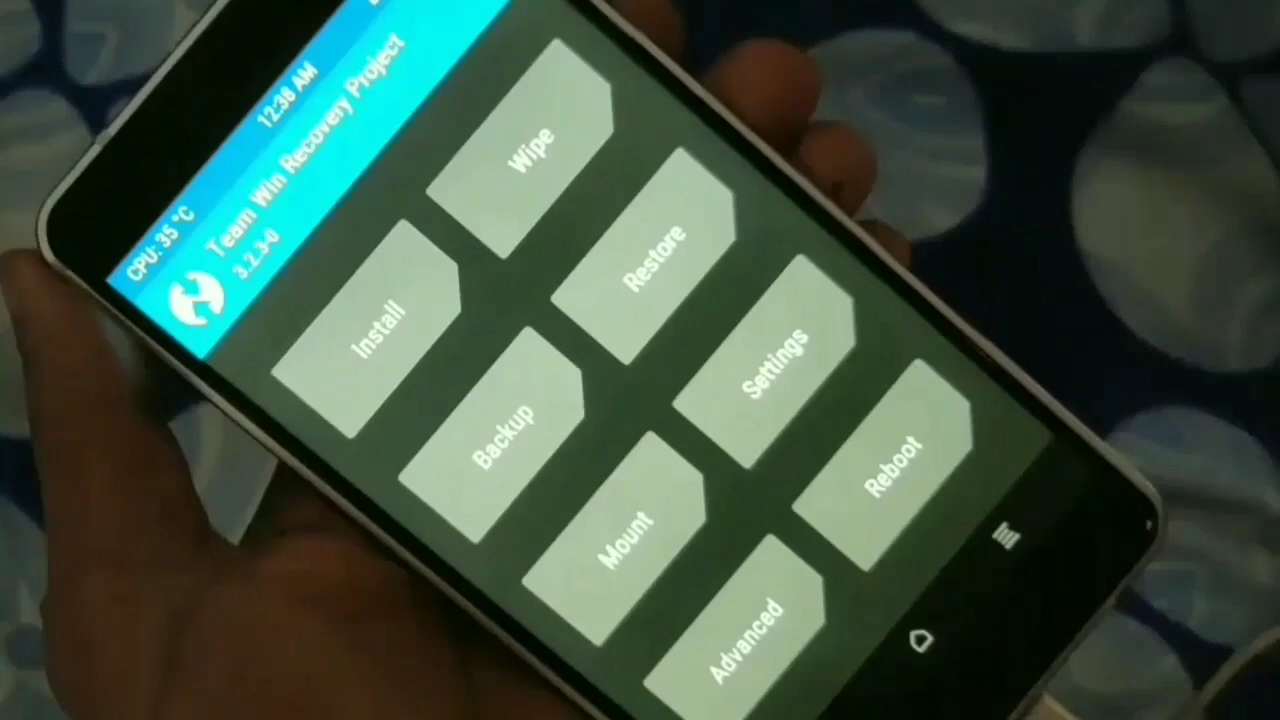 CPU: 35 °C 12:38 AM
Team Win Recovery Project
3.2.3-0
Install Wipe
Backup Restore
Mount Settings
Advanced Reboot